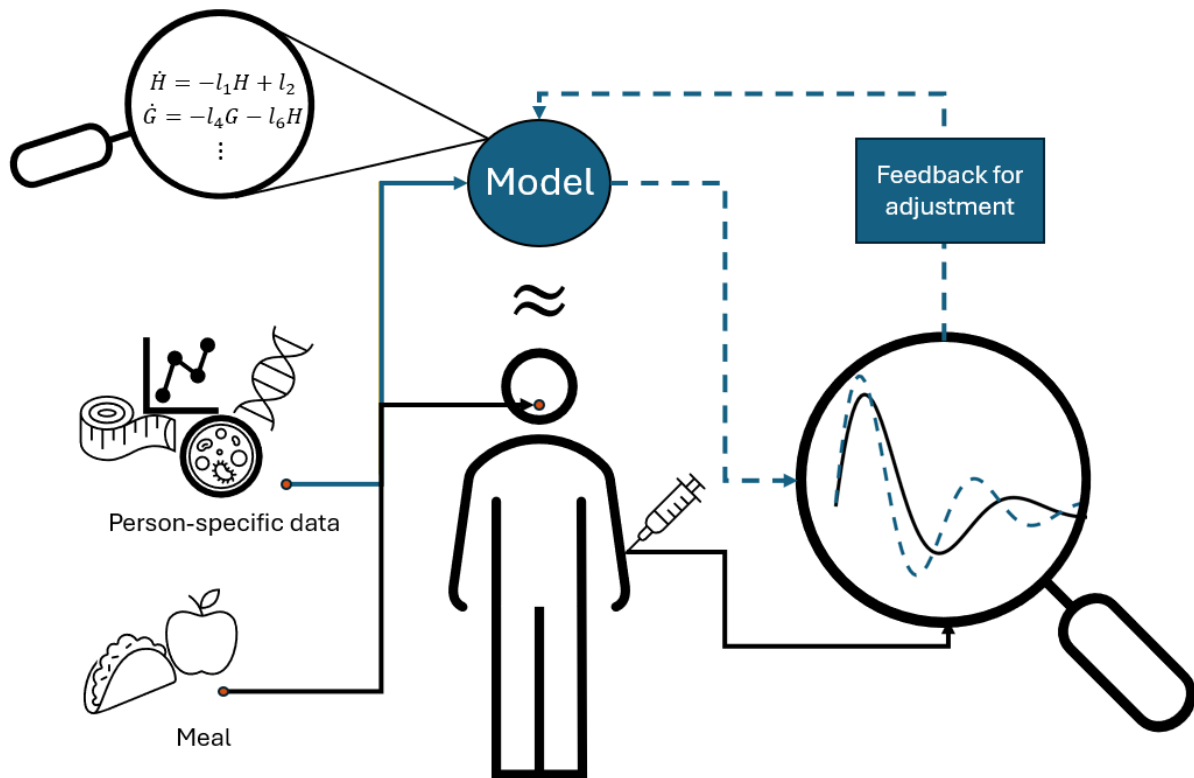 Ḣ = −l₁H + l₂
Ġ = −l₄G − l₆H
⋮
Model
Feedback for
adjustment
≈
Person-specific data
Meal